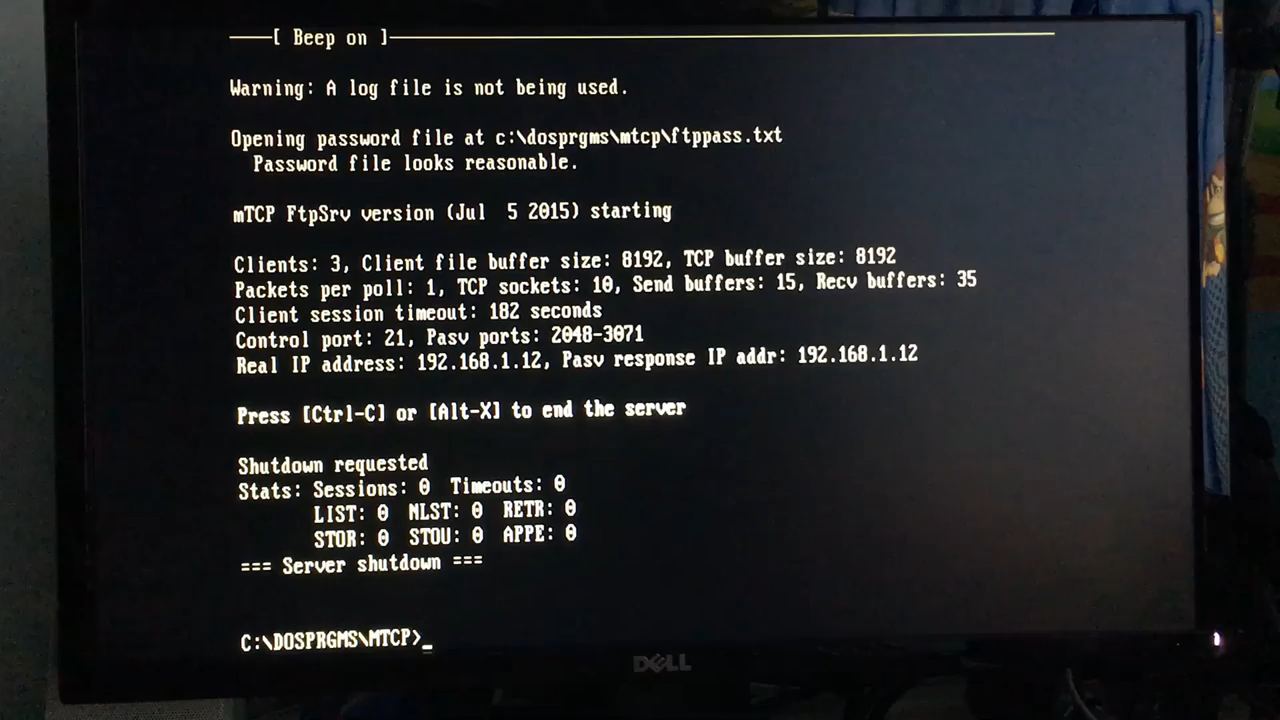 [ Beep on ]
Warning: A log file is not being used.
Opening password file at c:\dosprgms\mtcp\ftppass.txt
Password file looks reasonable.
mTCP FtpSrv version (Jul  5 2015) starting
Clients: 3, Client file buffer size: 8192, TCP buffer size: 8192
Packets per poll: 1, TCP sockets: 10, Send buffers: 15, Recv buffers: 35
Client session timeout: 182 seconds
Control port: 21, Pasv ports: 2048-3071
Real IP address: 192.168.1.12, Pasv response IP addr: 192.168.1.12
Press [Ctrl-C] or [Alt-X] to end the server
Shutdown requested
Stats: Sessions: 0  Timeouts: 0
LIST: 0  NLST: 0  RETR: 0
STOR: 0  STOU: 0  APPE: 0
=== Server shutdown ===
C:\DOSPRGMS\MTCP>_
DELL